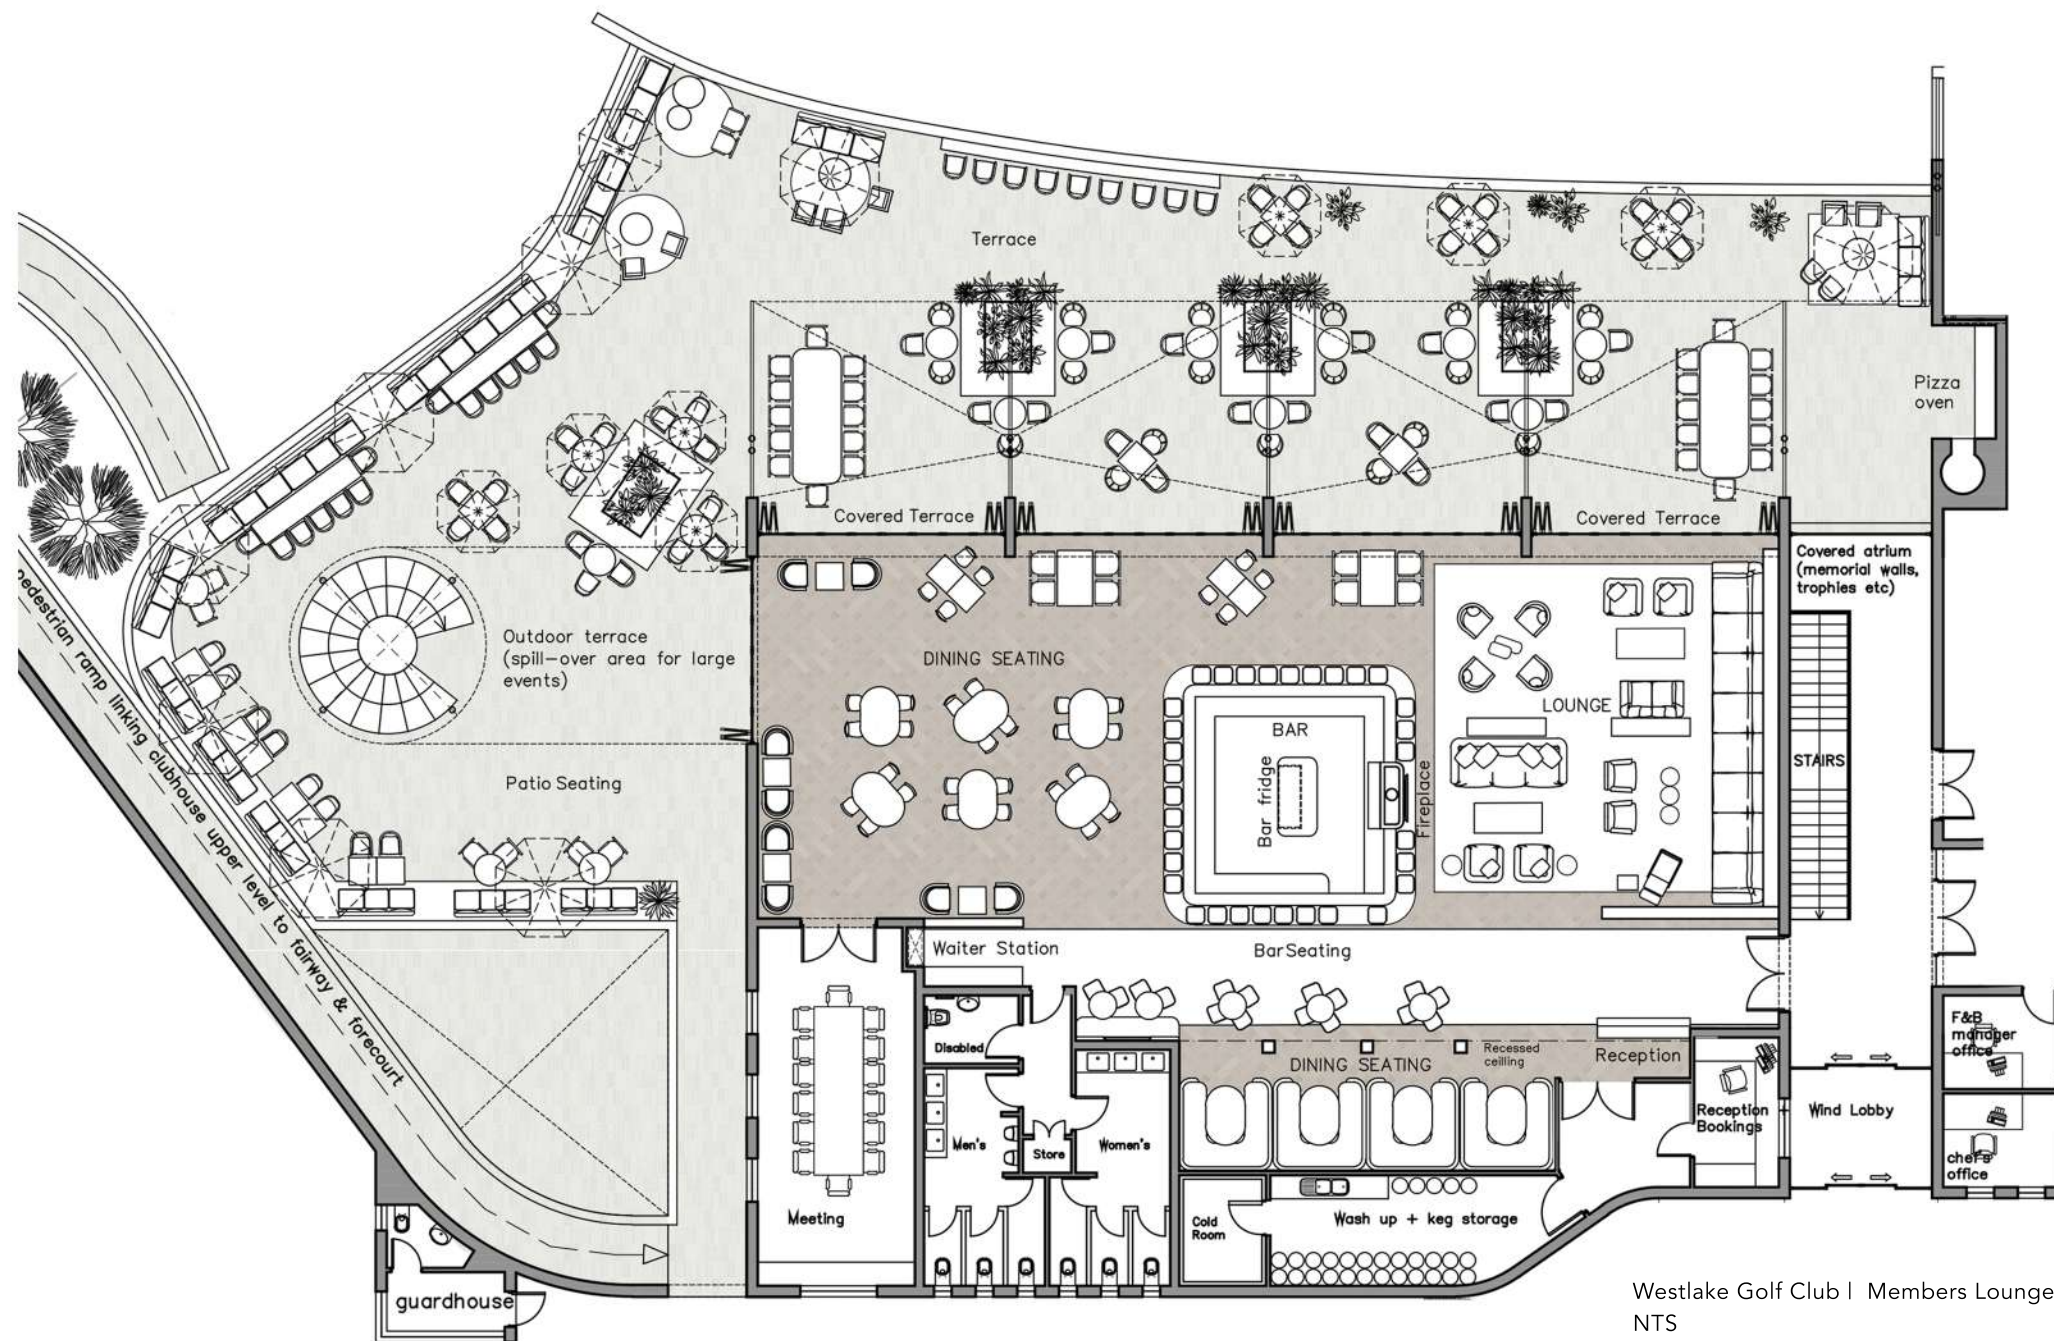 Terrace
Pizza
oven
Covered Terrace
Covered Terrace
Covered atrium
(memorial walls,
trophies etc)
Outdoor terrace
(spill-over area for large
events)
DINING SEATING
LOUNGE
BAR
Bar fridge
Fireplace
STAIRS
Patio Seating
pedestrian ramp linking clubhouse upper level to fairway & forecourt
Waiter Station
BarSeating
Disabled
DINING SEATING
Recessed
ceilling
Reception
F&B
manager
office
Men's
Store
Women's
Reception
Bookings
Wind Lobby
chef's
office
Meeting
Cold
Room
Wash up + keg storage
guardhouse
Westlake Golf Club | Members Lounge
NTS